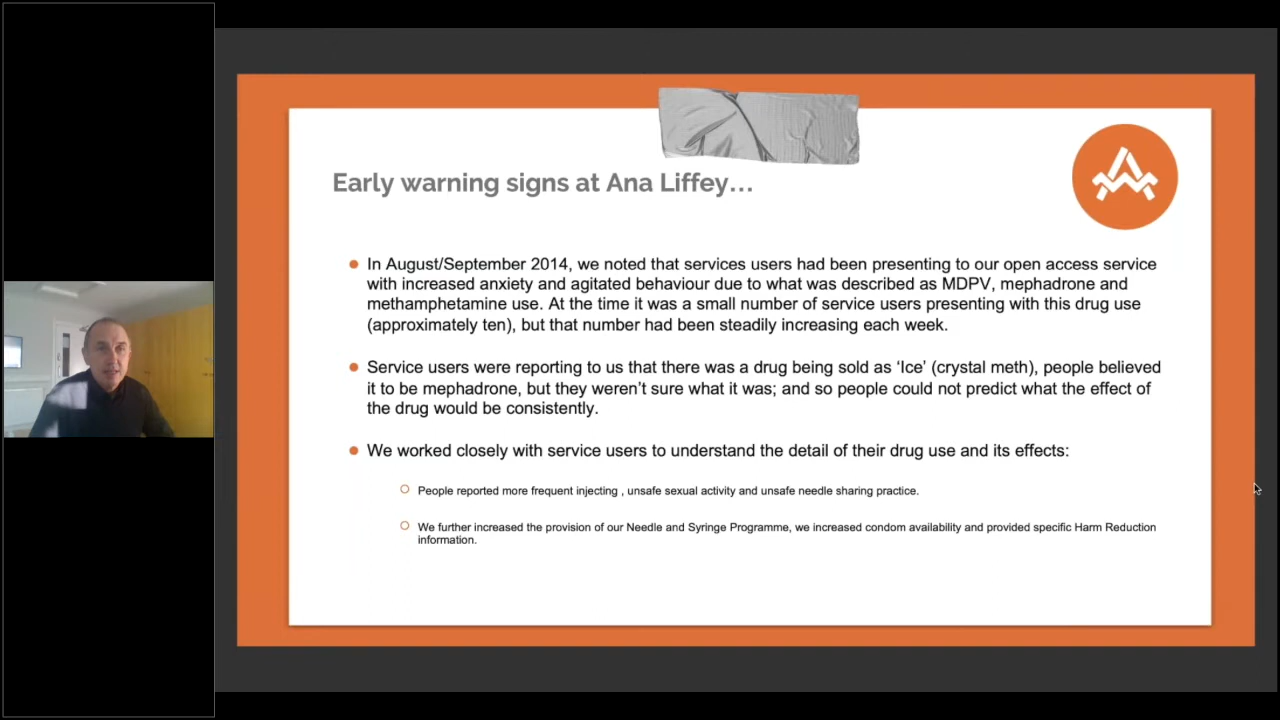 Early warning signs at Ana Liffey…
In August/September 2014, we noted that services users had been presenting to our open access service
with increased anxiety and agitated behaviour due to what was described as MDPV, mephadrone and
methamphetamine use. At the time it was a small number of service users presenting with this drug use
(approximately ten), but that number had been steadily increasing each week.
Service users were reporting to us that there was a drug being sold as ‘Ice’ (crystal meth), people believed
it to be mephadrone, but they weren’t sure what it was; and so people could not predict what the effect of
the drug would be consistently.
We worked closely with service users to understand the detail of their drug use and its effects:
People reported more frequent injecting , unsafe sexual activity and unsafe needle sharing practice.
We further increased the provision of our Needle and Syringe Programme, we increased condom availability and provided specific Harm Reduction
information.